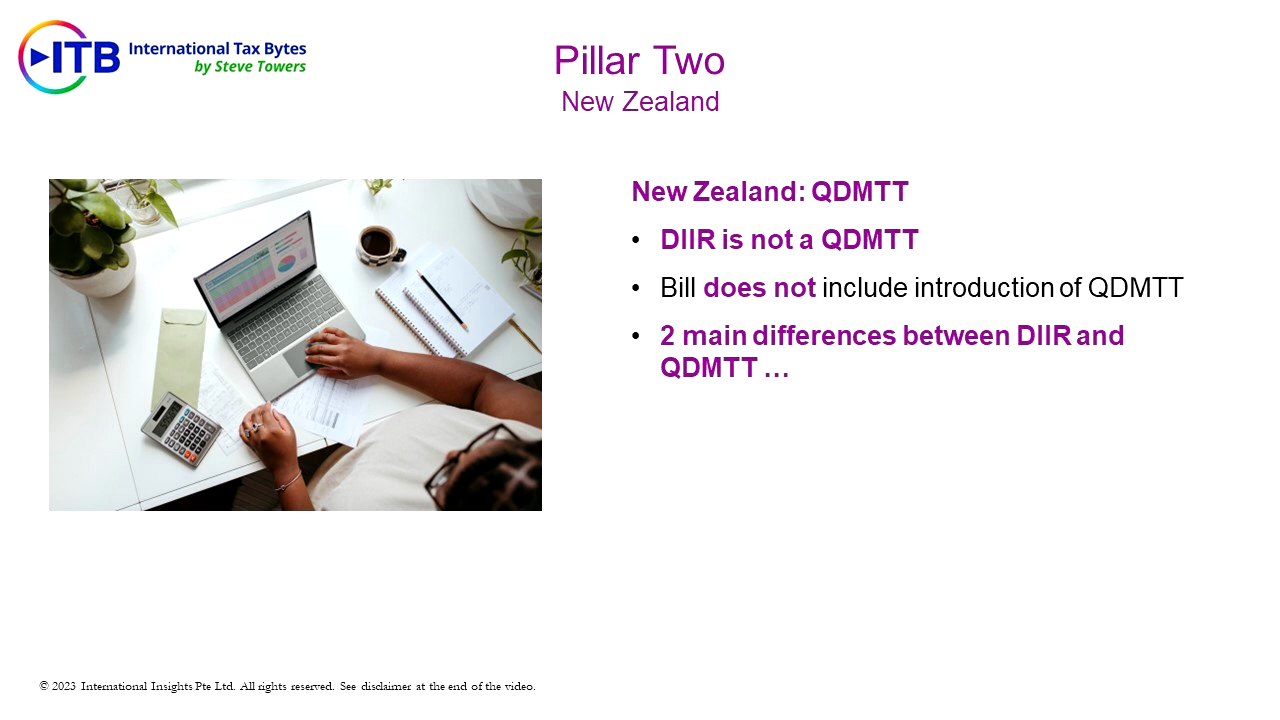 ITB International Tax Bytes
by Steve Towers
Pillar Two
New Zealand
New Zealand: QDMTT
• DIIR is not a QDMTT
• Bill does not include introduction of QDMTT
• 2 main differences between DIIR and
QDMTT …
© 2023 International Insights Pte Ltd. All rights reserved. See disclaimer at the end of the video.